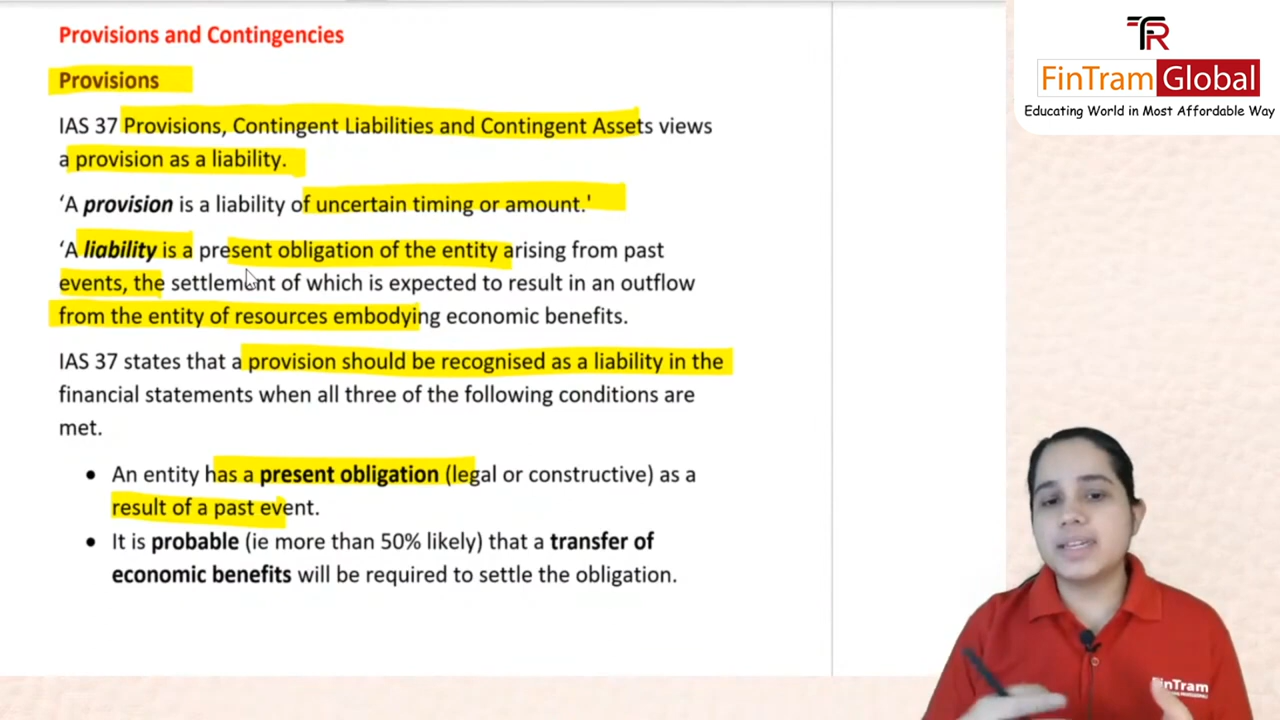 Provisions and Contingencies
Provisions
IAS 37 Provisions, Contingent Liabilities and Contingent Assets views
a provision as a liability.
‘A provision is a liability of uncertain timing or amount.'
‘A liability is a present obligation of the entity arising from past
events, the settlement of which is expected to result in an outflow
from the entity of resources embodying economic benefits.
IAS 37 states that a provision should be recognised as a liability in the
financial statements when all three of the following conditions are
met.
• An entity has a present obligation (legal or constructive) as a
result of a past event.
• It is probable (ie more than 50% likely) that a transfer of
economic benefits will be required to settle the obligation.
TR
FinTram Global
Educating World in Most Affordable Way
FinTram